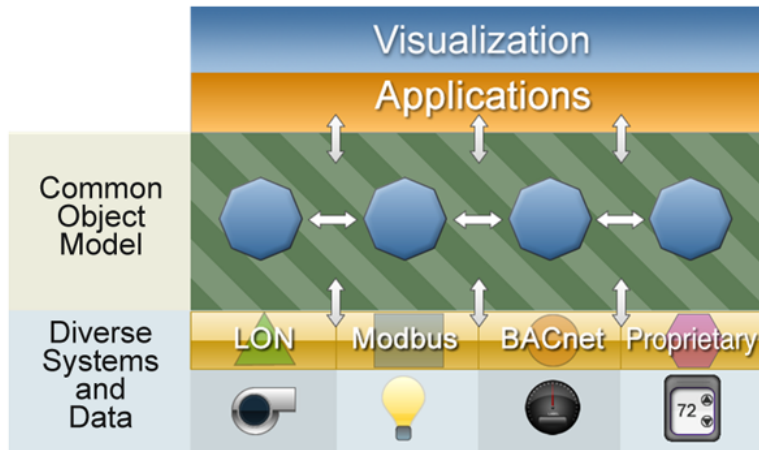 Visualization
Applications
Common
Object
Model
Diverse
Systems
and
Data
LON Modbus BACnet Proprietary
72